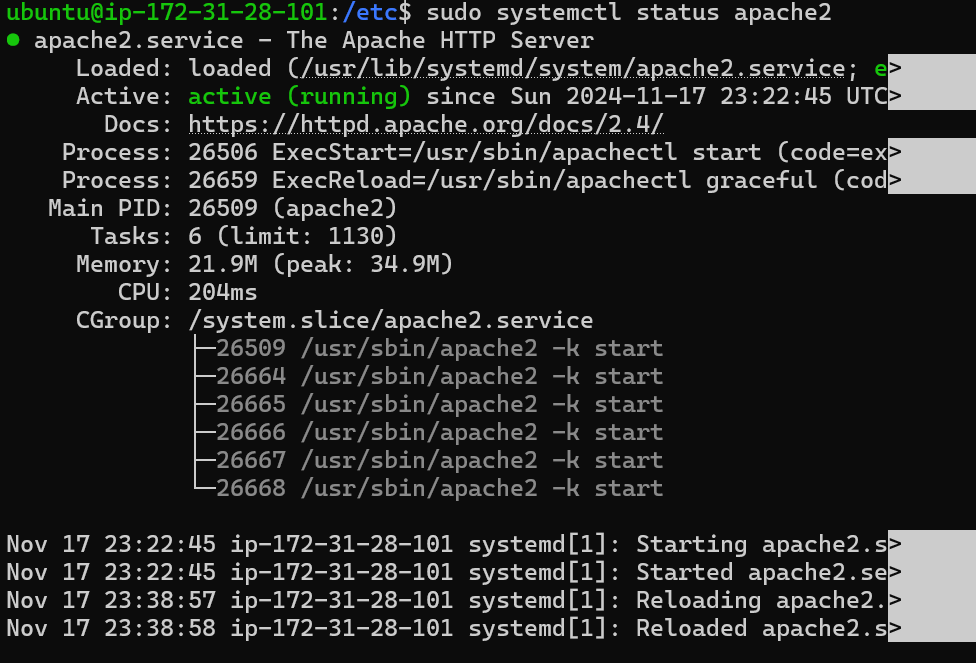 ubuntu@ip-172-31-28-101:/etc$ sudo systemctl status apache2
● apache2.service - The Apache HTTP Server
     Loaded: loaded (/usr/lib/systemd/system/apache2.service; e>
     Active: active (running) since Sun 2024-11-17 23:22:45 UTC>
       Docs: https://httpd.apache.org/docs/2.4/
    Process: 26506 ExecStart=/usr/sbin/apachectl start (code=ex>
    Process: 26659 ExecReload=/usr/sbin/apachectl graceful (cod>
   Main PID: 26509 (apache2)
      Tasks: 6 (limit: 1130)
     Memory: 21.9M (peak: 34.9M)
        CPU: 204ms
     CGroup: /system.slice/apache2.service
             ├─26509 /usr/sbin/apache2 -k start
             ├─26664 /usr/sbin/apache2 -k start
             ├─26665 /usr/sbin/apache2 -k start
             ├─26666 /usr/sbin/apache2 -k start
             ├─26667 /usr/sbin/apache2 -k start
             └─26668 /usr/sbin/apache2 -k start

Nov 17 23:22:45 ip-172-31-28-101 systemd[1]: Starting apache2.s>
Nov 17 23:22:45 ip-172-31-28-101 systemd[1]: Started apache2.se>
Nov 17 23:38:57 ip-172-31-28-101 systemd[1]: Reloading apache2.>
Nov 17 23:38:58 ip-172-31-28-101 systemd[1]: Reloaded apache2.s>